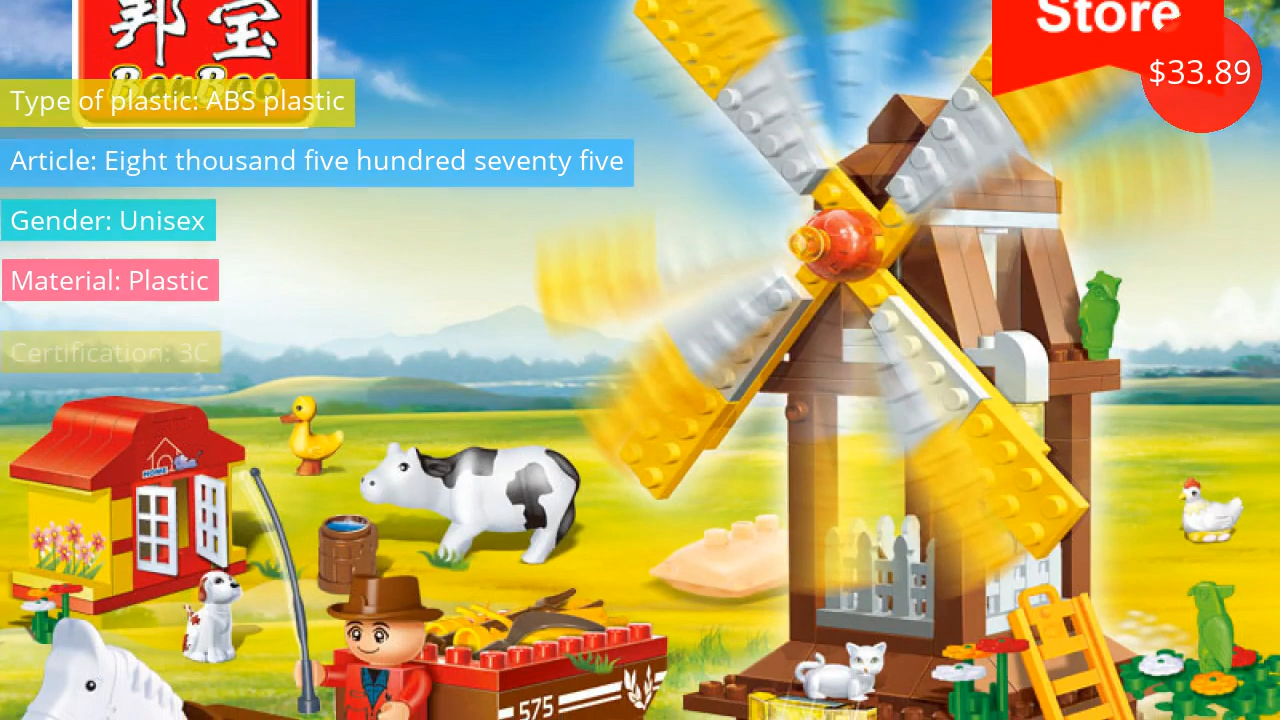 邦宝
BanBao
Store
$33.89
Type of plastic: ABS plastic
Article: Eight thousand five hundred seventy five
Gender: Unisex
Material: Plastic
Certification: 3C
HOME
575